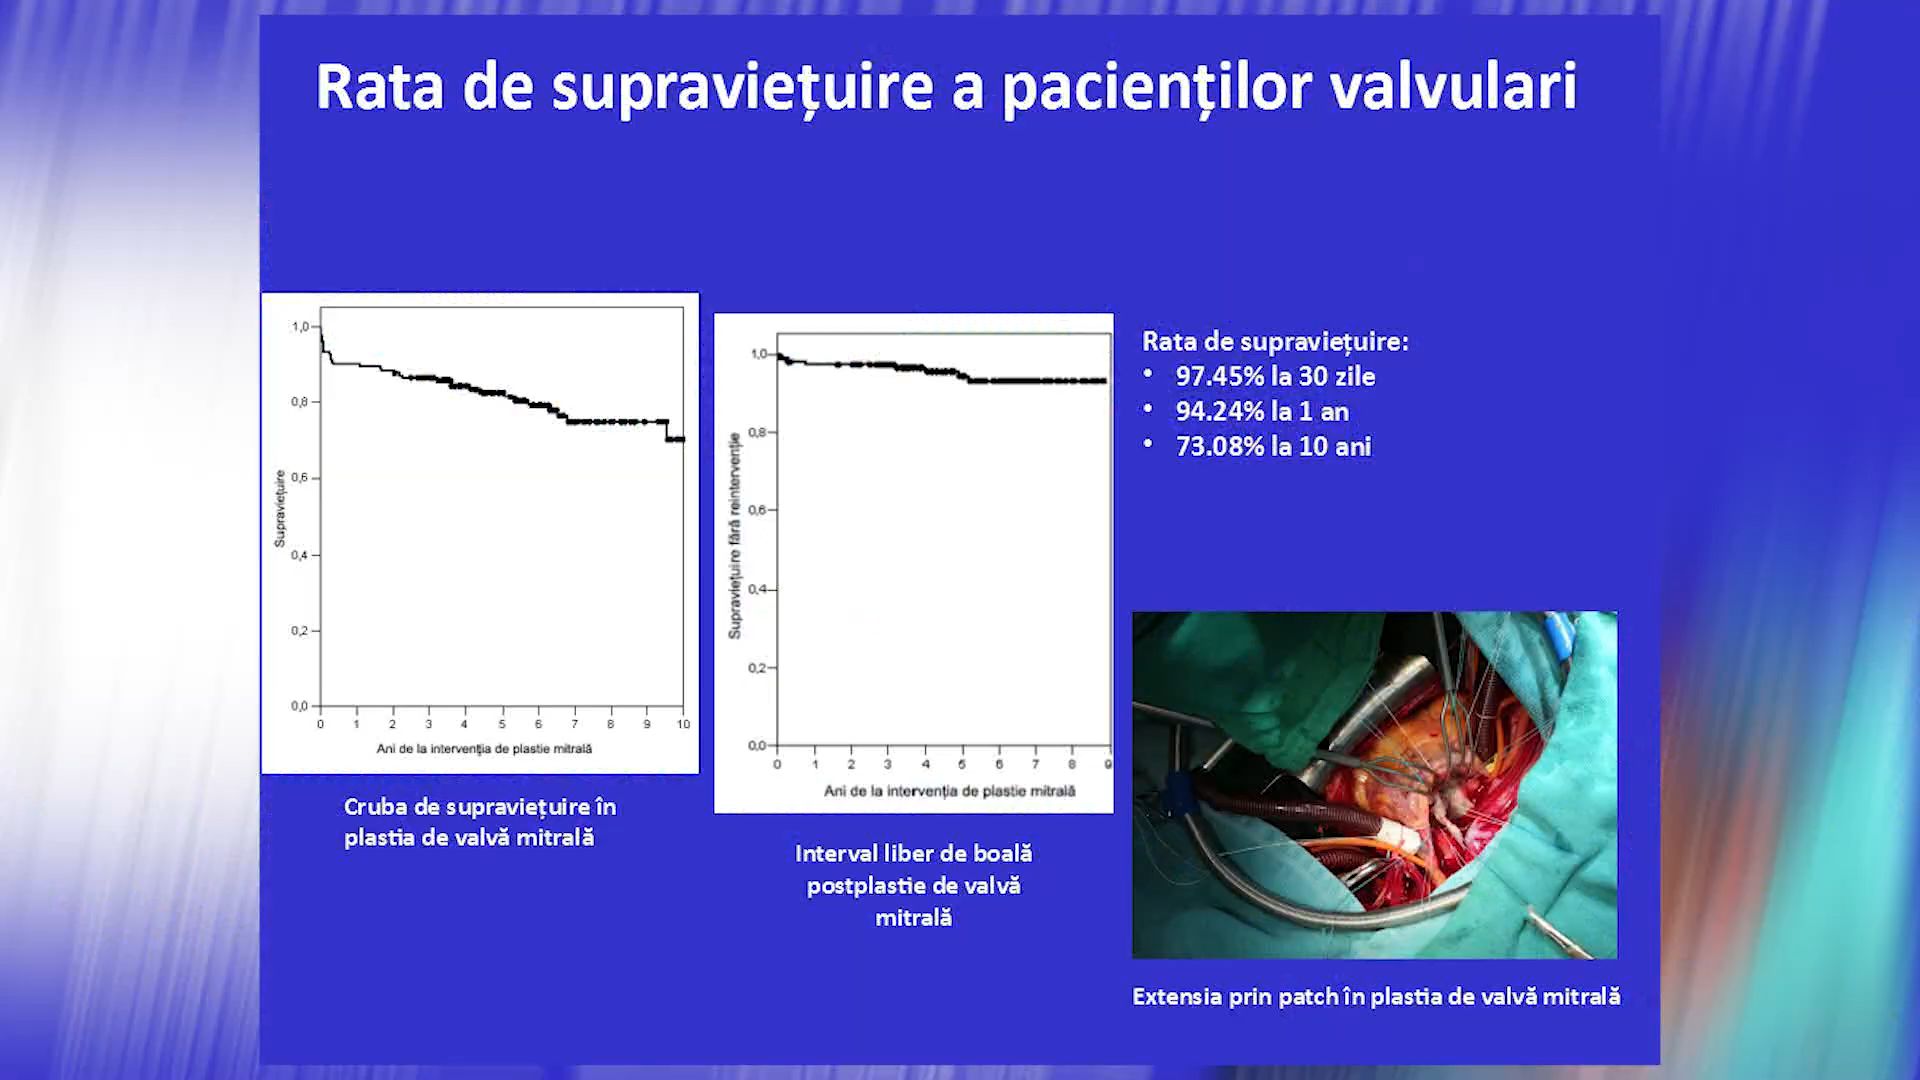 Rata de supraviețuire a pacienților valvulari
1,0
0,8
0,6
0,4
0,2
0,0
Supraviețuire
0 1 2 3 4 5 6 7 8 9 10
Ani de la intervenția de plastie mitrală
Cruba de supraviețuire în
plastia de valvă mitrală
1,0
0,8
0,6
0,4
0,2
0,0
Supraviețuire fără reintervenție
0 1 2 3 4 5 6 7 8 9
Ani de la intervenția de plastie mitrală
Interval liber de boală
postplastie de valvă
mitrală
Rata de supraviețuire:
• 97.45% la 30 zile
• 94.24% la 1 an
• 73.08% la 10 ani
Extensia prin patch în plastia de valvă mitrală